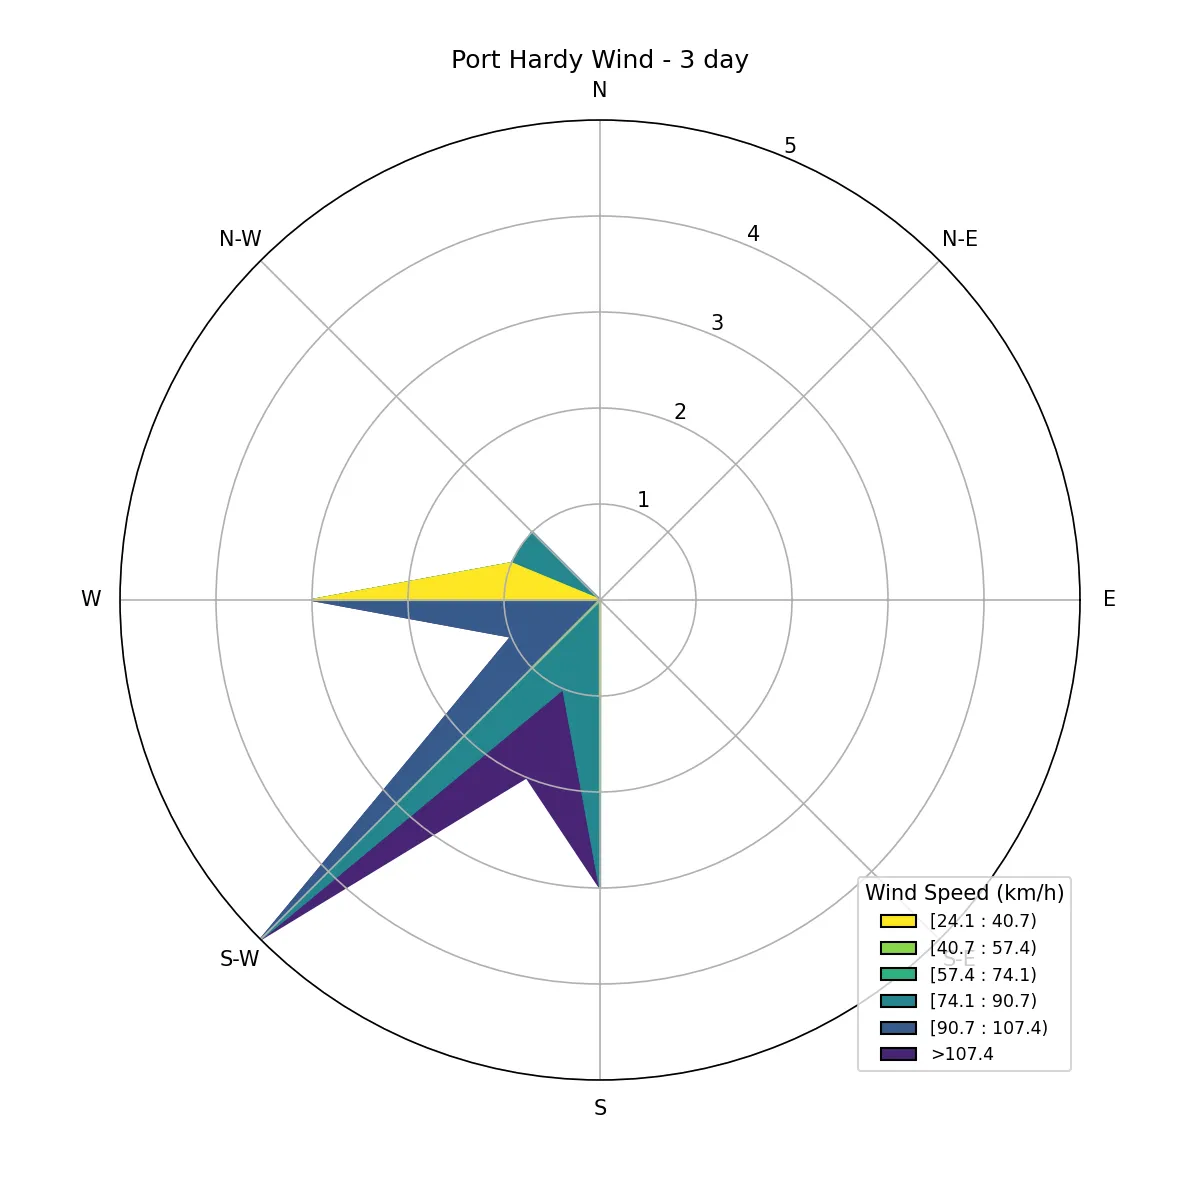 Port Hardy Wind - 3 day
N
5
N-W
N-E
4
3
2
1
W
E
S-W
S-E
S
Wind Speed (km/h)
[24.1 : 40.7)
[40.7 : 57.4)
[57.4 : 74.1)
[74.1 : 90.7)
[90.7 : 107.4)
>107.4